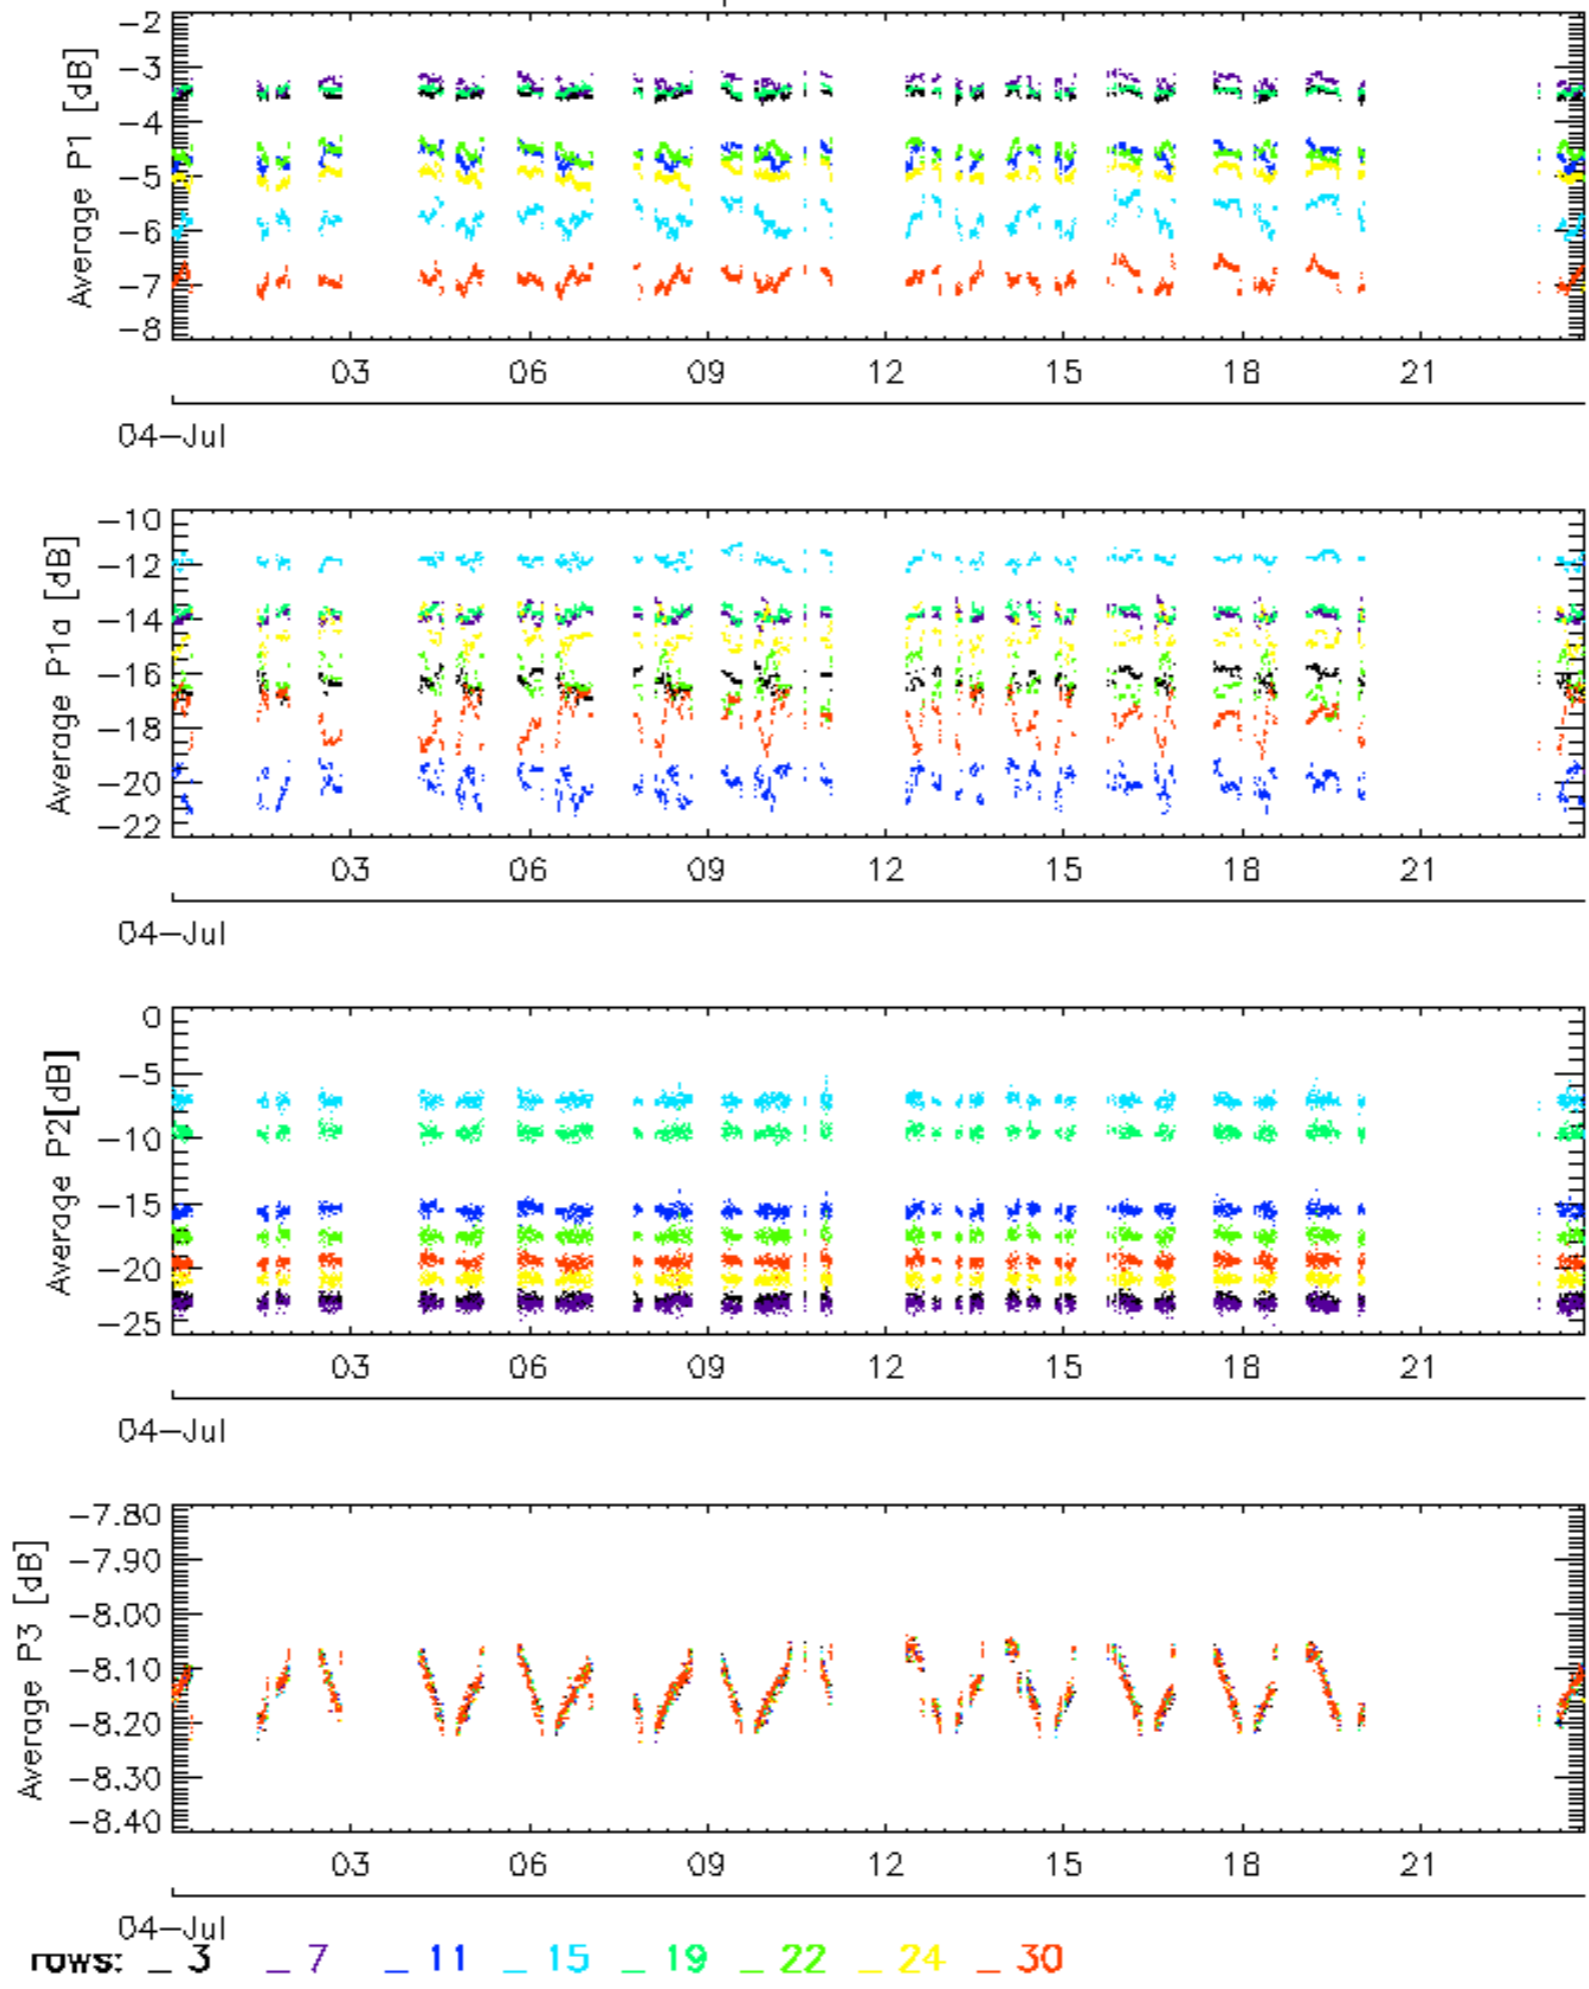 Average P1 [dB]
-2
-3
-4
-5
-6
-7
-8
03 06 09 12 15 18 21
04-Jul
Average P1a [dB]
-10
-12
-14
-16
-18
-20
-22
03 06 09 12 15 18 21
04-Jul
Average P2[dB]
0
-5
-10
-15
-20
-25
03 06 09 12 15 18 21
04-Jul
Average P3 [dB]
-7.80
-7.90
-8.00
-8.10
-8.20
-8.30
-8.40
03 06 09 12 15 18 21
04-Jul
rows: _ 3 _ 7 _ 11 _ 15 _ 19 _ 22 _ 24 _ 30